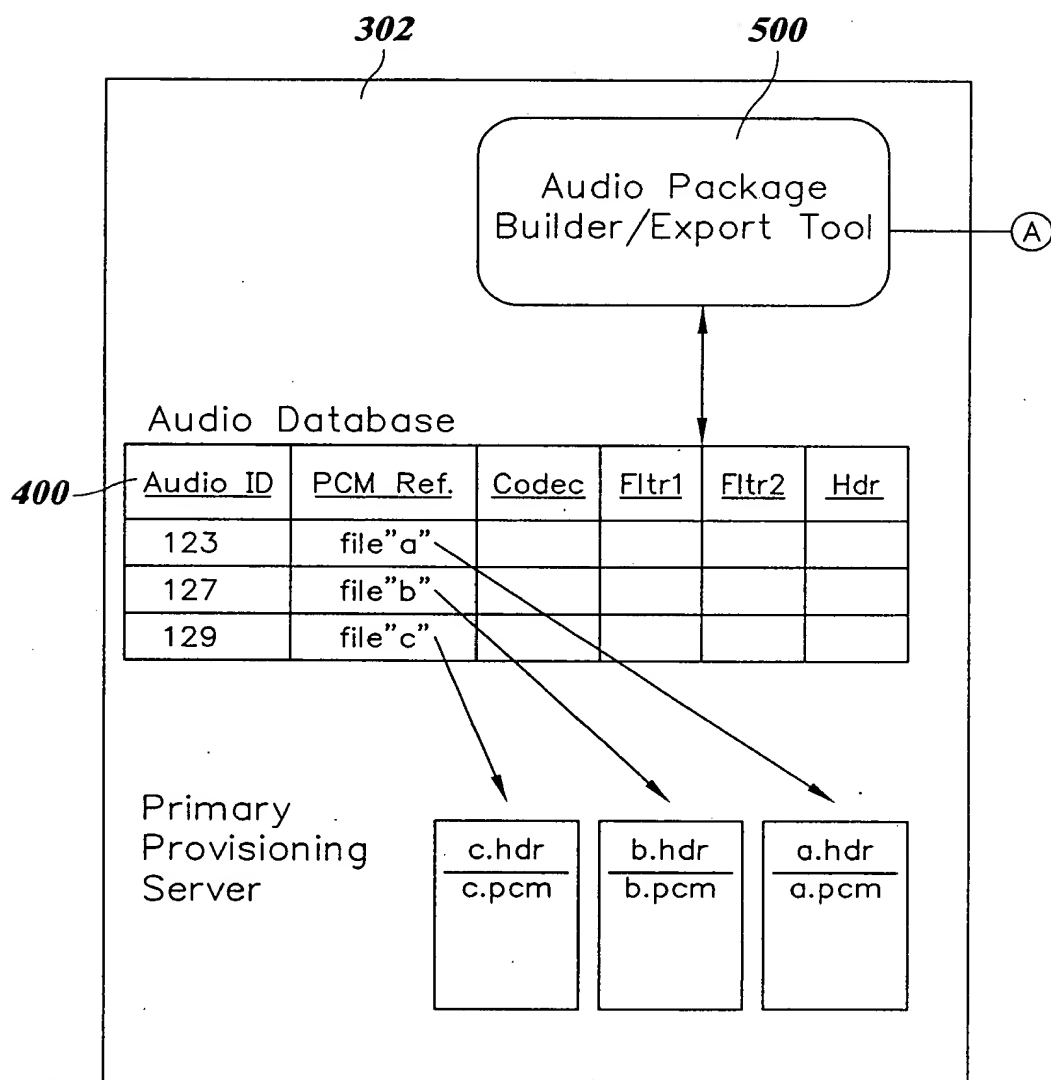 302
500
Audio Package
Builder/Export Tool
A
Audio Database
400
Audio ID PCM Ref. Codec Fltr1 Fltr2 Hdr
123 file"a"
127 file"b"
129 file"c"
Primary
Provisioning
Server
c.hdr
c.pcm
b.hdr
b.pcm
a.hdr
a.pcm